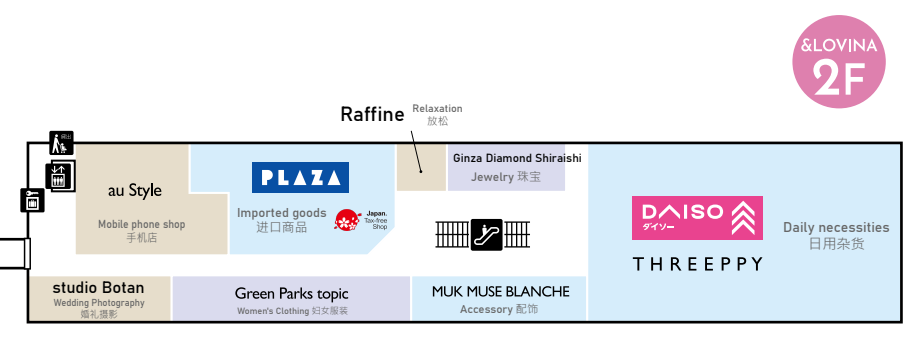 &LOVINA
2F
Raffine
Relaxation
放松
au Style
Mobile phone shop
手机店
PLAZA
Imported goods
进口商品
Japan.
Tax-free
Shop
Ginza Diamond Shiraishi
Jewelry 珠宝
DAISO
ダイソー
THREEPPY
Daily necessities
日用杂货
studio Botan
Wedding Photography
婚礼摄影
Green Parks topic
Women's Clothing 妇女服装
MUK MUSE BLANCHE
Accessory 配饰